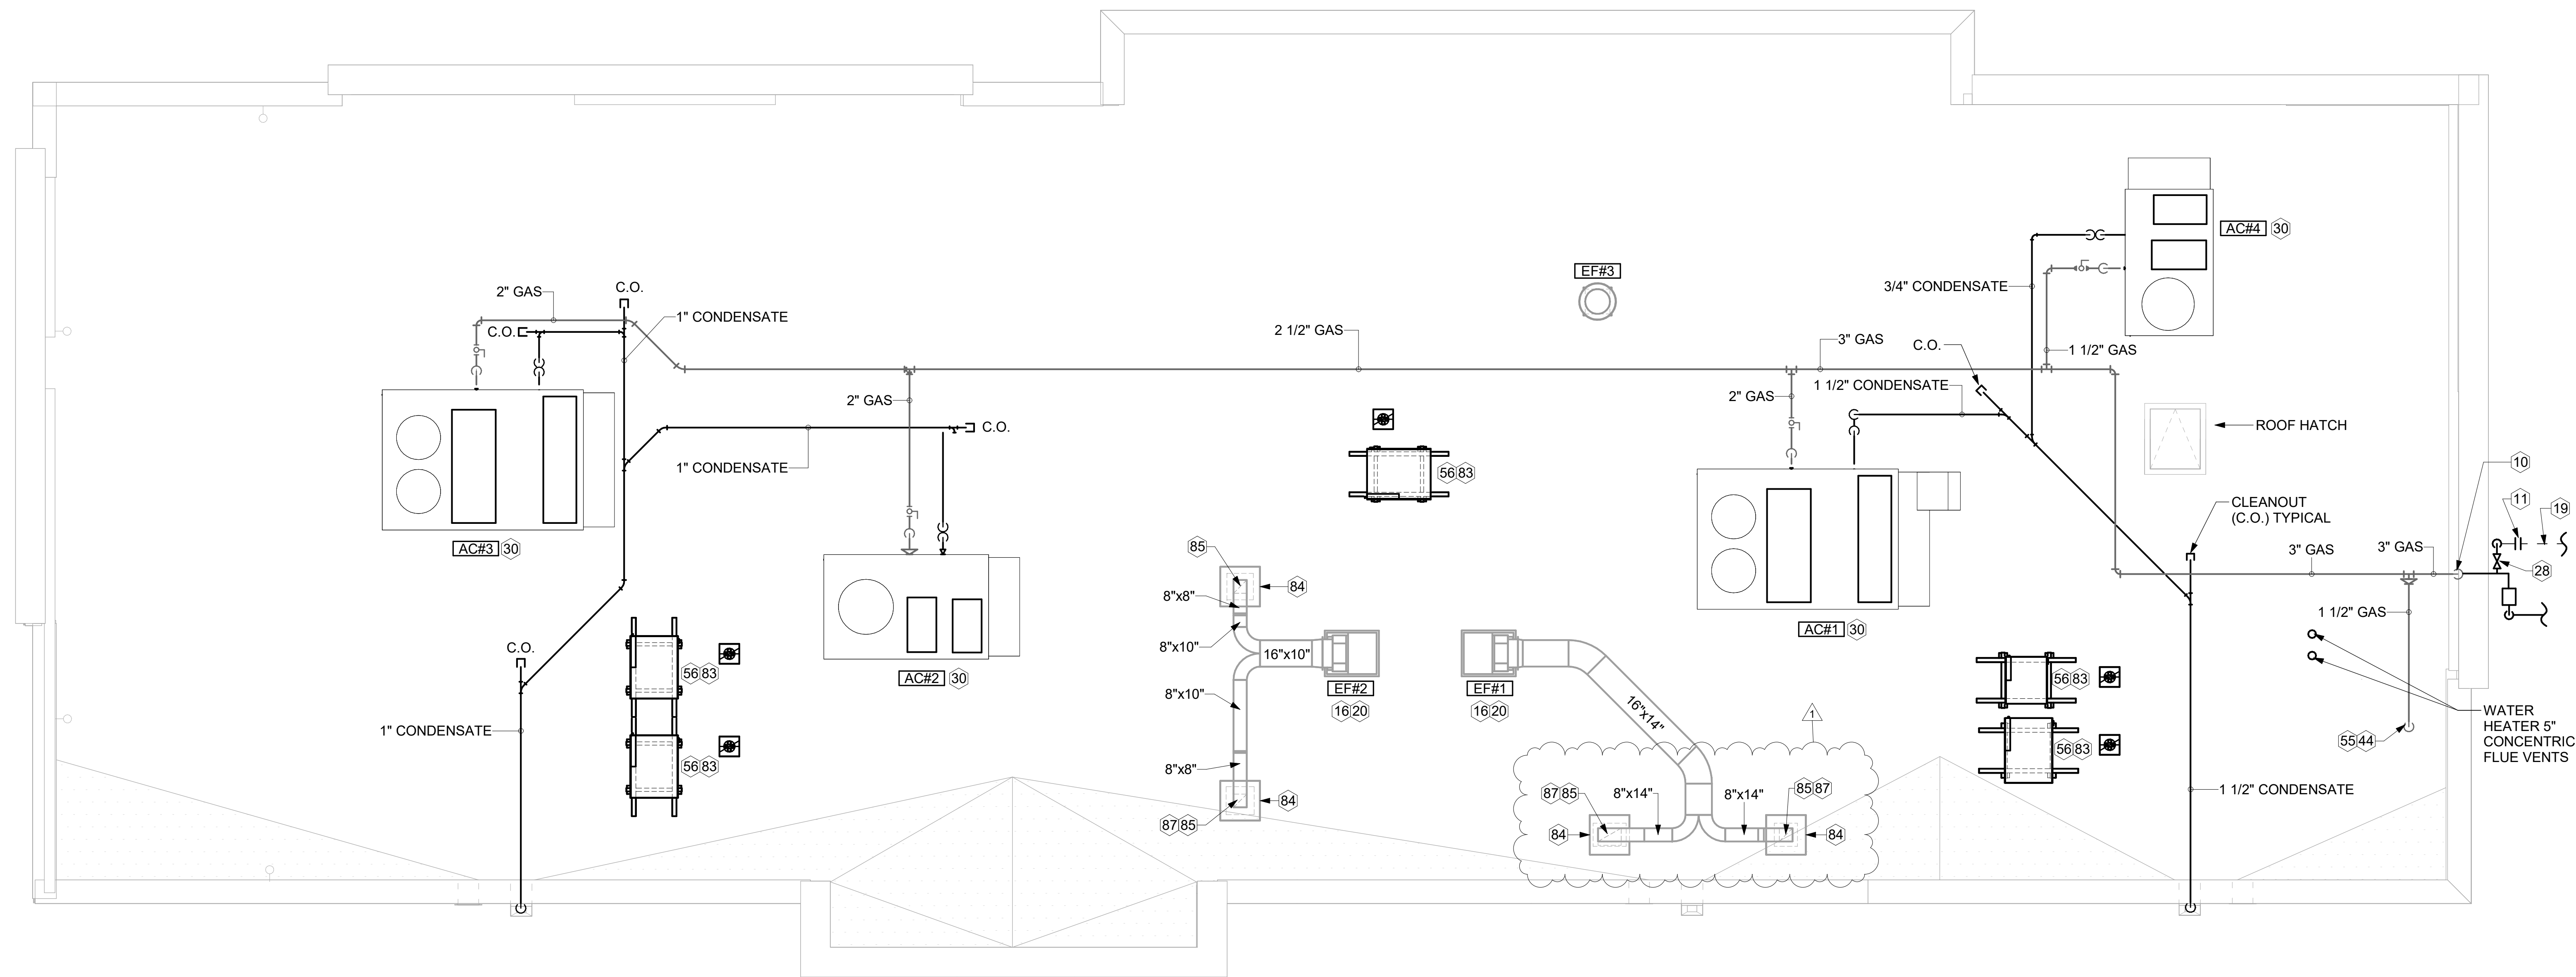 AC#4 30
EF#3
C.O.
2" GAS
3/4" CONDENSATE
1" CONDENSATE
C.O.
2 1/2" GAS
3" GAS
C.O.
1 1/2" GAS
1 1/2" CONDENSATE
2" GAS
2" GAS
ROOF HATCH
C.O.
1" CONDENSATE
10
56 83
11
19
CLEANOUT
(C.O.) TYPICAL
AC#3 30
85
3" GAS
3" GAS
28
84
8"x8"
1 1/2" GAS
AC#1 30
8"x10"
16"x10"
C.O.
56 83
AC#2 30
EF#2
EF#1
56 83
8"x10"
16 20
16 20
16"x14"
1
WATER
HEATER 5"
CONCENTRIC
FLUE VENTS
1" CONDENSATE
55 44
56 83
56 83
8"x8"
87 85
8"x14"
8"x14"
85 87
1 1/2" CONDENSATE
84
87 85
84
84